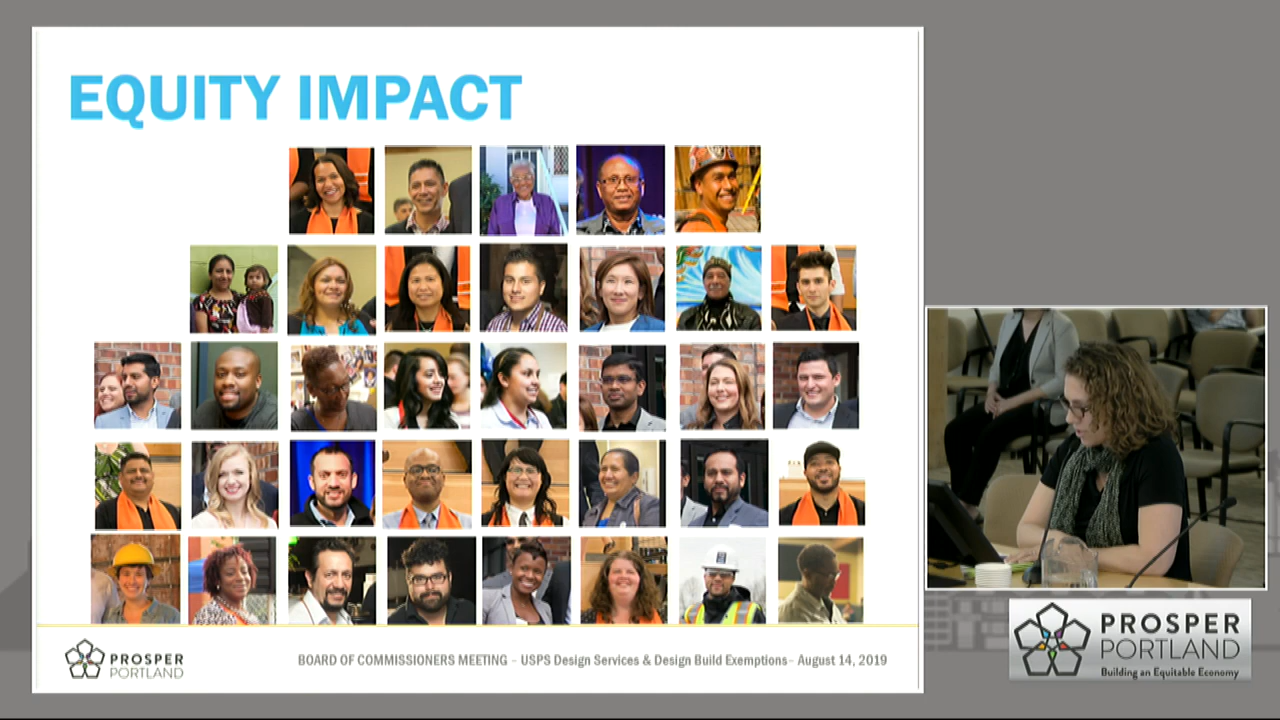 EQUITY IMPACT
PROSPER
PORTLAND
BOARD OF COMMISSIONERS MEETING – USPS Design Services & Design Build Exemptions– August 14, 2019
PROSPER
PORTLAND
Building an Equitable Economy